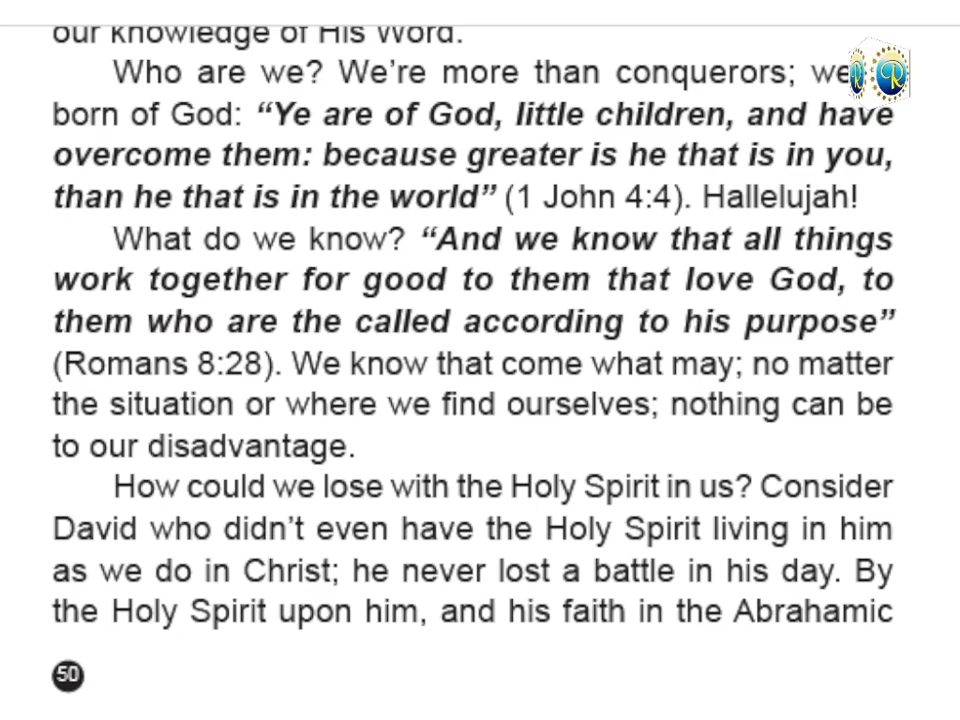 our knowledge of His Word.
Who are we? We're more than conquerors; we
born of God: “Ye are of God, little children, and have
overcome them: because greater is he that is in you,
than he that is in the world” (1 John 4:4). Hallelujah!
What do we know? “And we know that all things
work together for good to them that love God, to
them who are the called according to his purpose”
(Romans 8:28). We know that come what may; no matter
the situation or where we find ourselves; nothing can be
to our disadvantage.
How could we lose with the Holy Spirit in us? Consider
David who didn't even have the Holy Spirit living in him
as we do in Christ; he never lost a battle in his day. By
the Holy Spirit upon him, and his faith in the Abrahamic
50